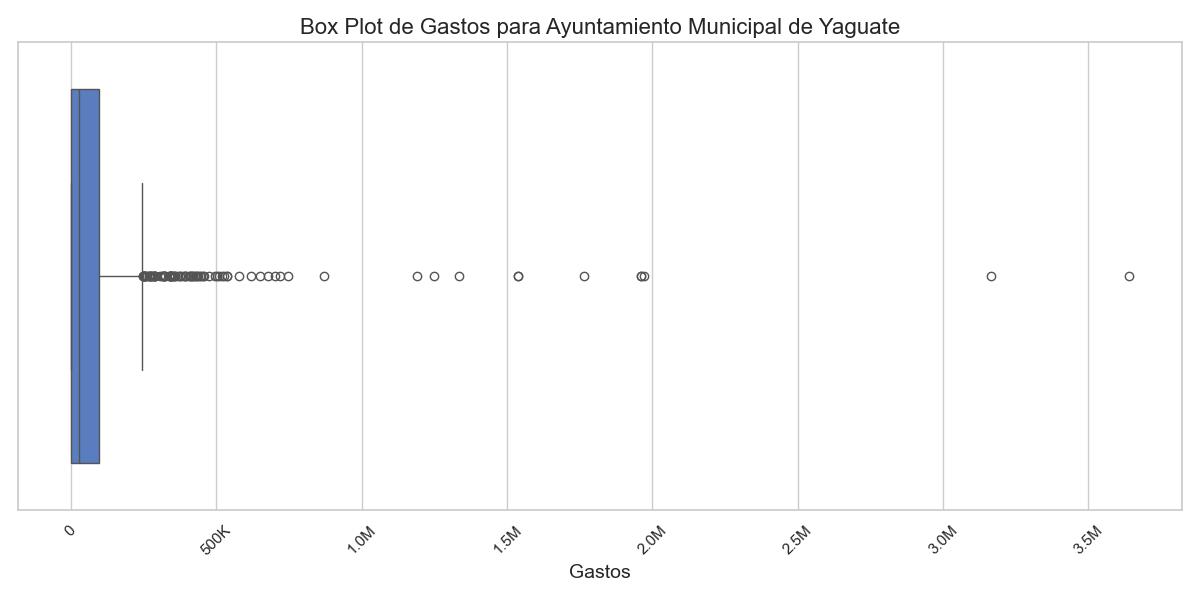 Box Plot de Gastos para Ayuntamiento Municipal de Yaguate
0
500K
1.0M
1.5M
2.0M
2.5M
3.0M
3.5M
Gastos